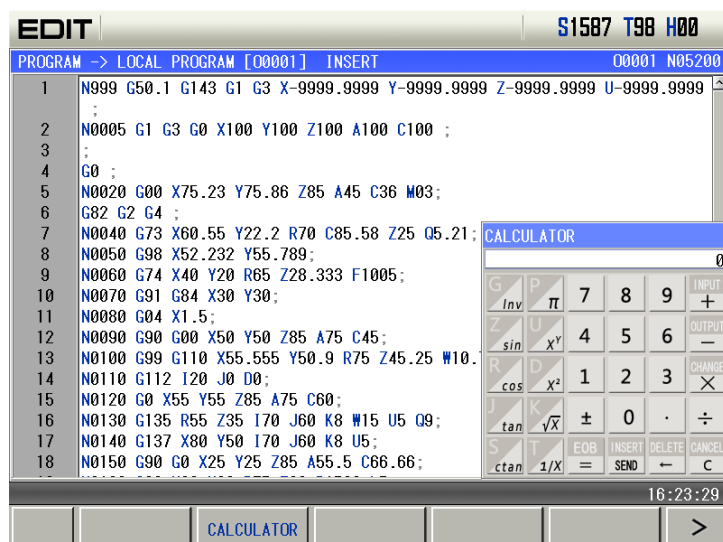 EDIT S1587 T98 H00
PROGRAM -> LOCAL PROGRAM [O0001] INSERT O0001 N05200
1 N999 G50.1 G143 G1 G3 X-9999.9999 Y-9999.9999 Z-9999.9999 U-9999.9999
;
2 N0005 G1 G3 G0 X100 Y100 Z100 A100 C100 ;
3 ;
4 G0 ;
5 N0020 G00 X75.23 Y75.86 Z85 A45 C36 M03;
6 G82 G2 G4 ;
7 N0040 G73 X60.55 Y22.2 R70 C85.58 Z25 Q5.21;
8 N0050 G98 X52.232 Y55.789;
9 N0060 G74 X40 Y20 R65 Z28.333 F1005;
10 N0070 G91 G84 X30 Y30;
11 N0080 G04 X1.5;
12 N0090 G90 G00 X50 Y50 Z85 A75 C45;
13 N0100 G99 G110 X55.555 Y50.9 R75 Z45.25 W10.
14 N0110 G112 I20 J0 D0;
15 N0120 G0 X55 Y55 Z85 A75 C60;
16 N0130 G135 R55 Z35 I70 J60 K8 W15 U5 Q9;
17 N0140 G137 X80 Y50 I70 J60 K8 U5;
18 N0150 G90 G0 X25 Y25 Z85 A55.5 C66.66;
CALCULATOR
0
G Inv P π 7 8 9 INPUT +
Z sin U X^Y 4 5 6 OUTPUT −
R cos D X² 1 2 3 CHANGE ×
J tan K √X ± 0 . ÷
S ctan T 1/X EOB = INSERT SEND DELETE ← CANCEL C
16:23:29
CALCULATOR >